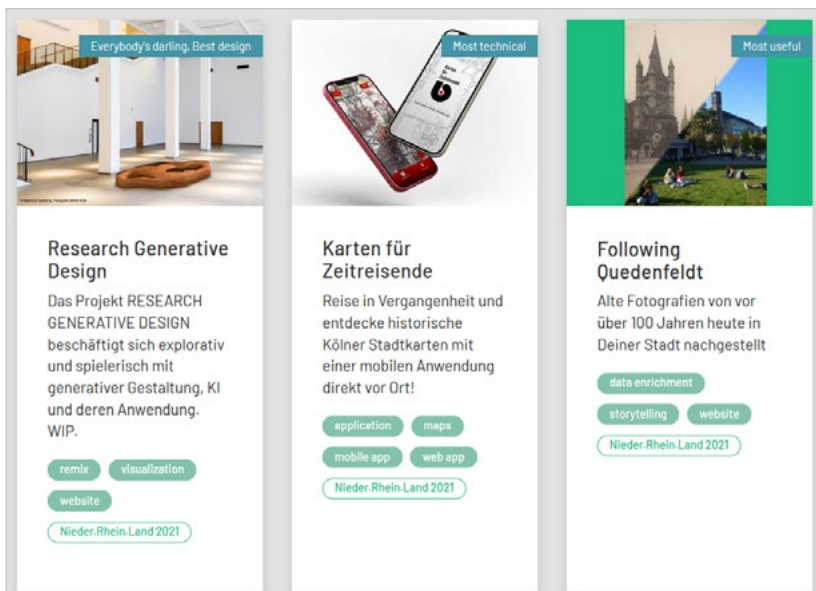 Everybody's darling, Best design
Research Generative
Design
Das Projekt RESEARCH
GENERATIVE DESIGN
beschäftigt sich explorativ
und spielerisch mit
generativer Gestaltung, KI
und deren Anwendung.
WIP.
remix visualization
website
Nieder.Rhein.Land 2021
Most technical
Karten für
Zeitreisende
Reise in Vergangenheit und
entdecke historische
Kölner Stadtkarten mit
einer mobilen Anwendung
direkt vor Ort!
application maps
mobile app web app
Nieder.Rhein.Land 2021
Most useful
Following
Quedenfeldt
Alte Fotografien von vor
über 100 Jahren heute in
Deiner Stadt nachgestellt
data enrichment
storytelling website
Nieder.Rhein.Land 2021